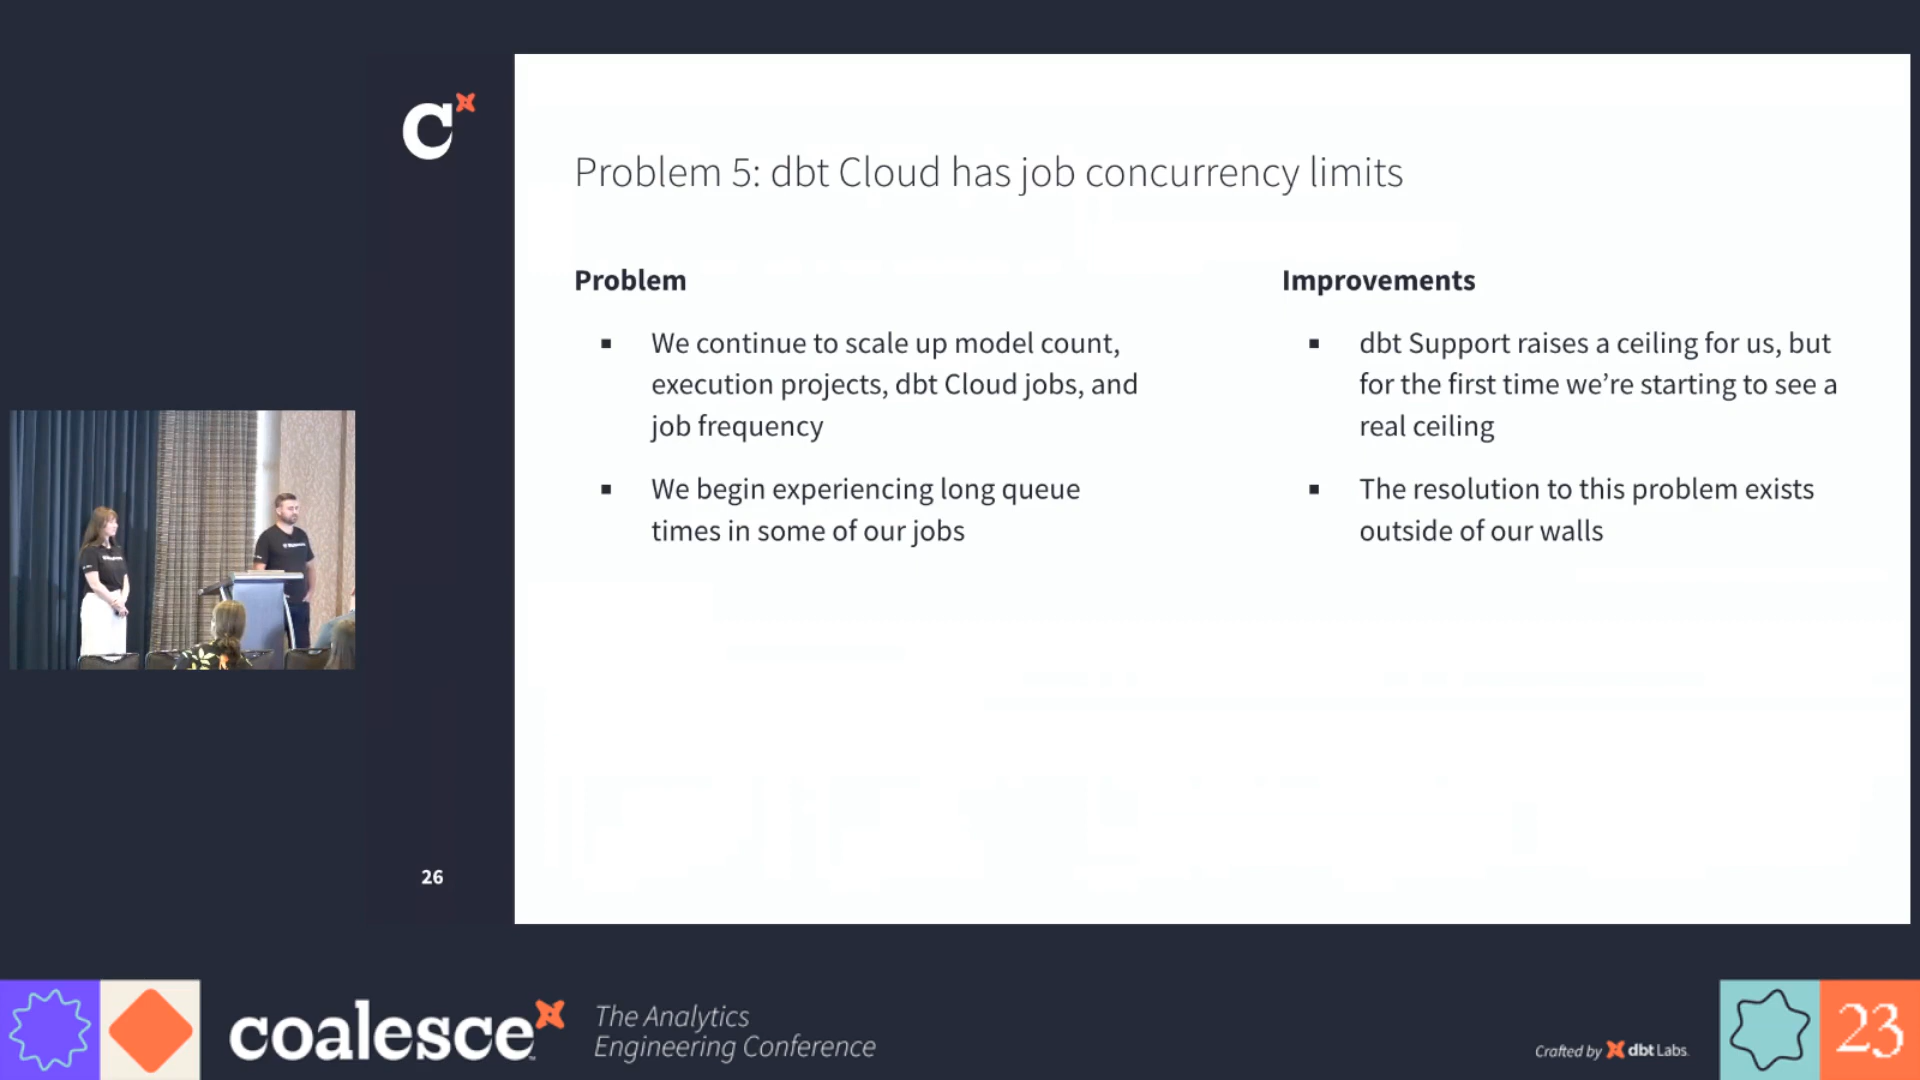 Problem 5: dbt Cloud has job concurrency limits
Problem
▪ We continue to scale up model count,
execution projects, dbt Cloud jobs, and
job frequency
▪ We begin experiencing long queue
times in some of our jobs
Improvements
▪ dbt Support raises a ceiling for us, but
for the first time we’re starting to see a
real ceiling
▪ The resolution to this problem exists
outside of our walls
26
coalesce
The Analytics
Engineering Conference
Crafted by dbt Labs.
23